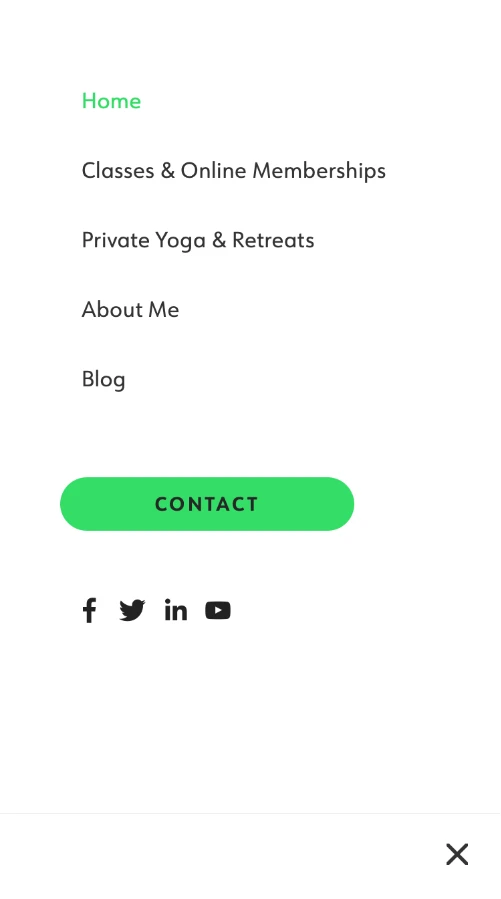 Home
Classes & Online Memberships
Private Yoga & Retreats
About Me
Blog
CONTACT